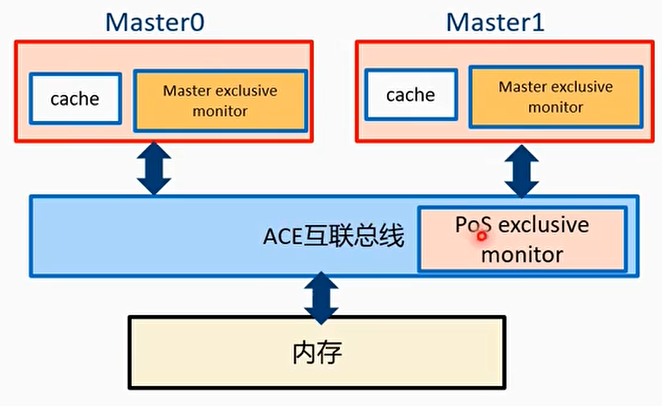 Master0
Master1
cache
Master exclusive
monitor
cache
Master exclusive
monitor
ACE互联总线
PoS exclusive
monitor
内存